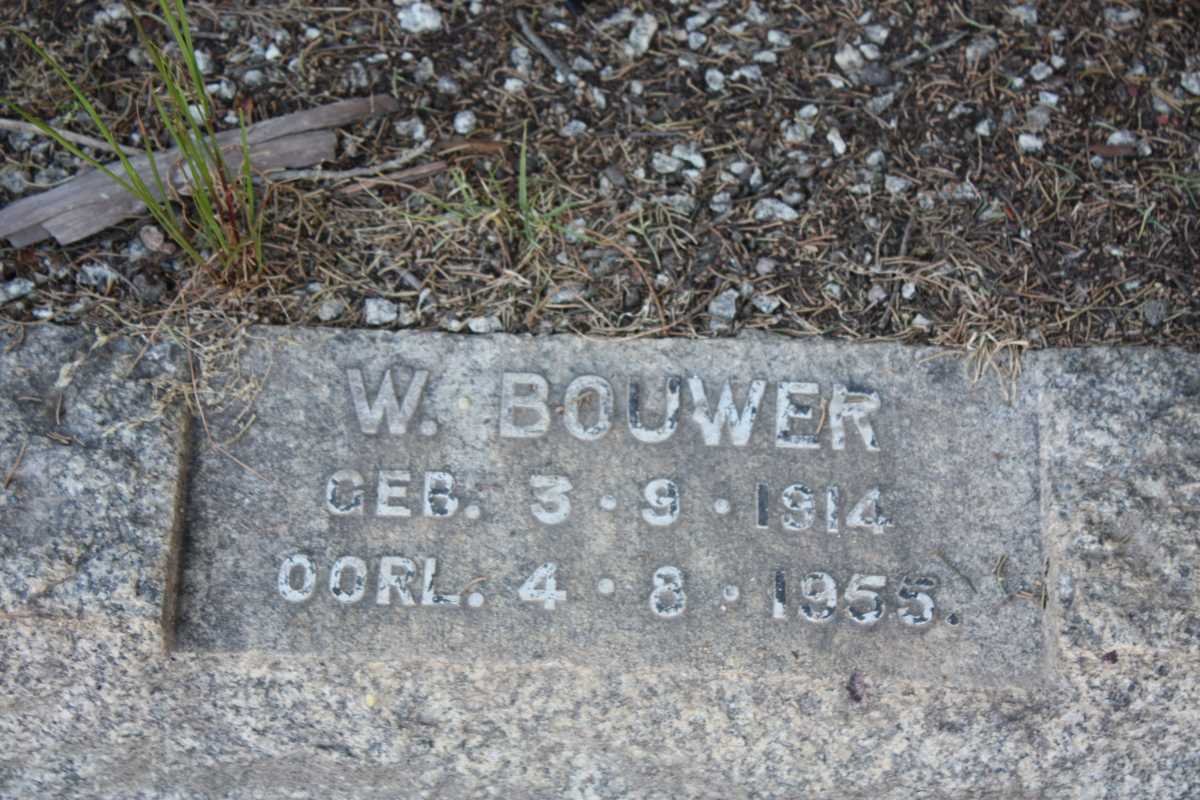 W. BOUWER
GEB. 3·9·1914
OORL. 4·8·1955.